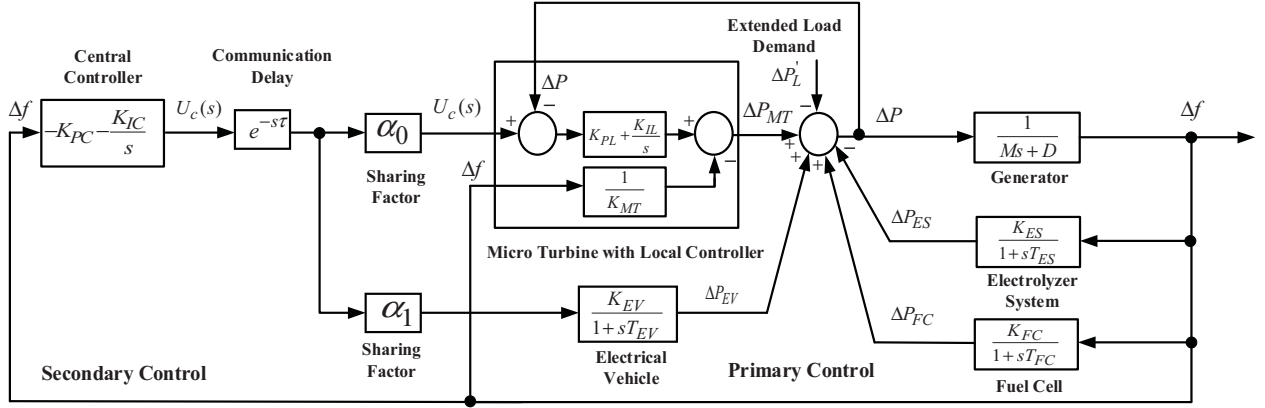 Extended Load
Demand
Central
Controller
Communication
Delay
ΔP
ΔP'_L
Δf
−K_PC − K_IC/s
U_c(s)
e^−sτ
α_0
U_c(s)
−
+
K_PL + K_IL/s
+
−
ΔP_MT
−
+
+
+
−
ΔP
1/(Ms + D)
Δf
Generator
Sharing
Factor
Δf
1/K_MT
Micro Turbine with Local Controller
ΔP_ES
K_ES/(1 + sT_ES)
Electrolyzer
System
α_1
Sharing
Factor
K_EV/(1 + sT_EV)
ΔP_EV
Electrical
Vehicle
ΔP_FC
K_FC/(1 + sT_FC)
Fuel Cell
Secondary Control
Primary Control